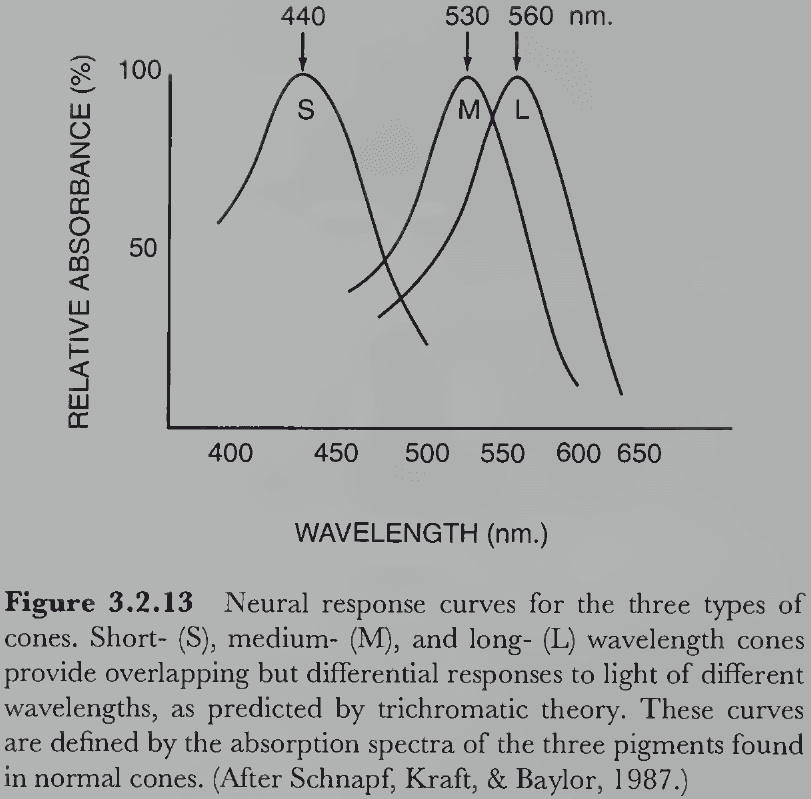 440 530 560 nm.
100
S M L
50
RELATIVE ABSORBANCE (%)
400 450 500 550 600 650
WAVELENGTH (nm.)
Figure 3.2.13 Neural response curves for the three types of
cones. Short- (S), medium- (M), and long- (L) wavelength cones
provide overlapping but differential responses to light of different
wavelengths, as predicted by trichromatic theory. These curves
are defined by the absorption spectra of the three pigments found
in normal cones. (After Schnapf, Kraft, & Baylor, 1987.)